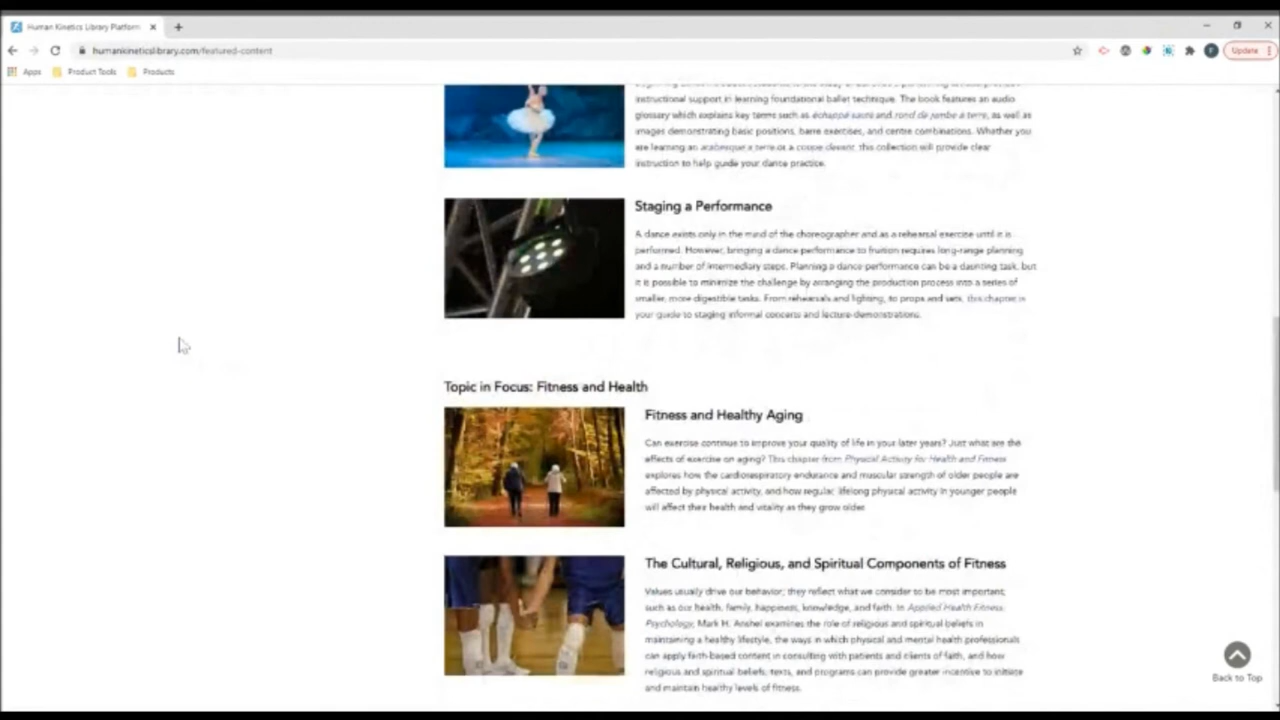 Human Kinetics Library Platform
humankineticslibrary.com/featured-content
Update
Apps Product Tools Products
instructional support in learning foundational ballet technique. The book features an audio
glossary which explains key terms such as échappé sauté and rond de jambe à terre, as well as
images demonstrating basic positions, barre exercises, and centre combinations. Whether you
are learning an arabesque à terre or a coupé devant, this collection will provide clear
instruction to help guide your dance practice.
Staging a Performance
A dance exists only in the mind of the choreographer and as a rehearsal exercise until it is
performed. However, bringing a dance performance to fruition requires long-range planning
and a number of intermediary steps. Planning a dance performance can be a daunting task, but
it is possible to minimize the challenge by arranging the production process into a series of
smaller, more digestible tasks. From rehearsals and lighting, to props and sets, this chapter is
your guide to staging informal concerts and lecture-demonstrations.
Topic in Focus: Fitness and Health
Fitness and Healthy Aging
Can exercise continue to improve your quality of life in your later years? Just what are the
effects of exercise on aging? This chapter from Physical Activity for Health and Fitness
explores how the cardiorespiratory endurance and muscular strength of older people are
affected by physical activity, and how regular lifelong physical activity in younger people
will affect their health and vitality as they grow older.
The Cultural, Religious, and Spiritual Components of Fitness
Values usually drive our behavior; they reflect what we consider to be most important,
such as our health, family, happiness, knowledge, and faith. In Applied Health Fitness
Psychology, Mark H. Anshel examines the role of religious and spiritual beliefs in
maintaining a healthy lifestyle, the ways in which physical and mental health professionals
can apply faith-based content in consulting with patients and clients of faith, and how
religious and spiritual beliefs, texts, and programs can provide greater incentive to initiate
and maintain healthy levels of fitness.
Back to Top